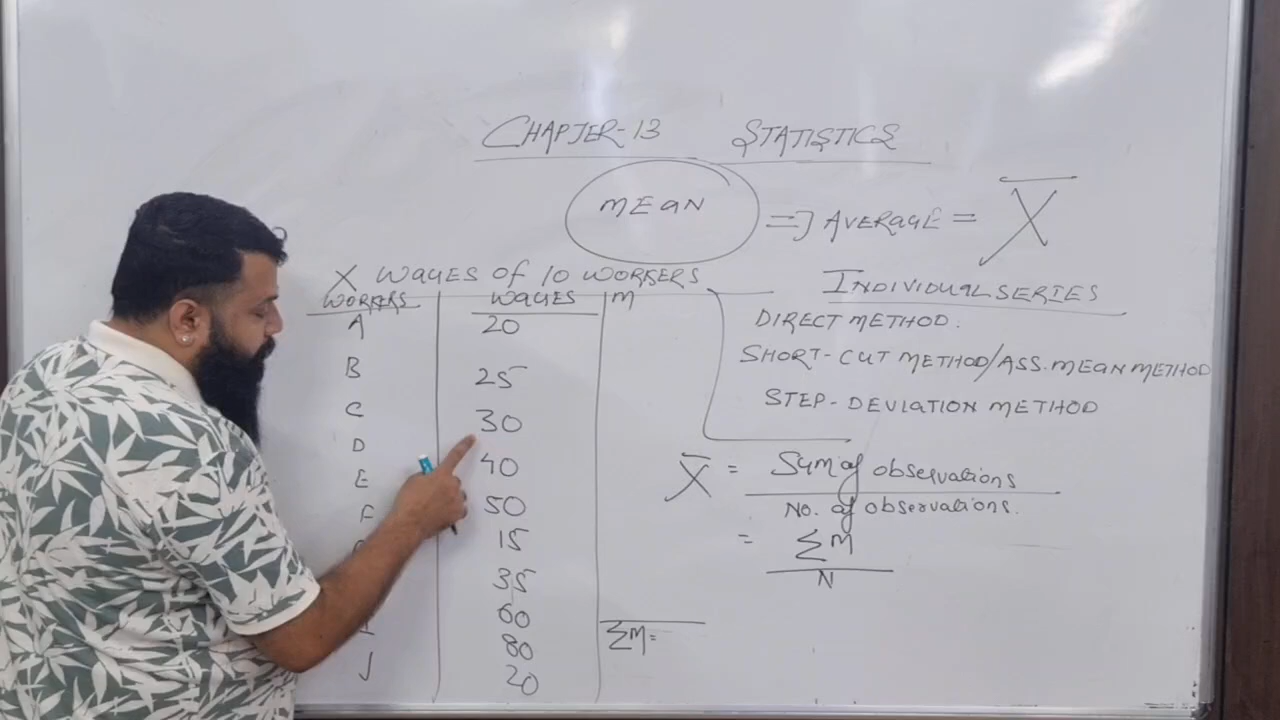 CHAPTER-13 STATISTICS
MEAN => AVERAGE = X̄
X WAGES OF 10 WORKERS
WORKERS WAGES M
A 20
B 25
C 30
D 40
E 50
F 15
35
60
I 80
J 20
ΣM=
INDIVIDUAL SERIES
DIRECT METHOD.
SHORT-CUT METHOD/ASS. MEAN METHOD
STEP-DEVIATION METHOD
X̄ = Sum of observations
No. of observations.
= ΣM
N